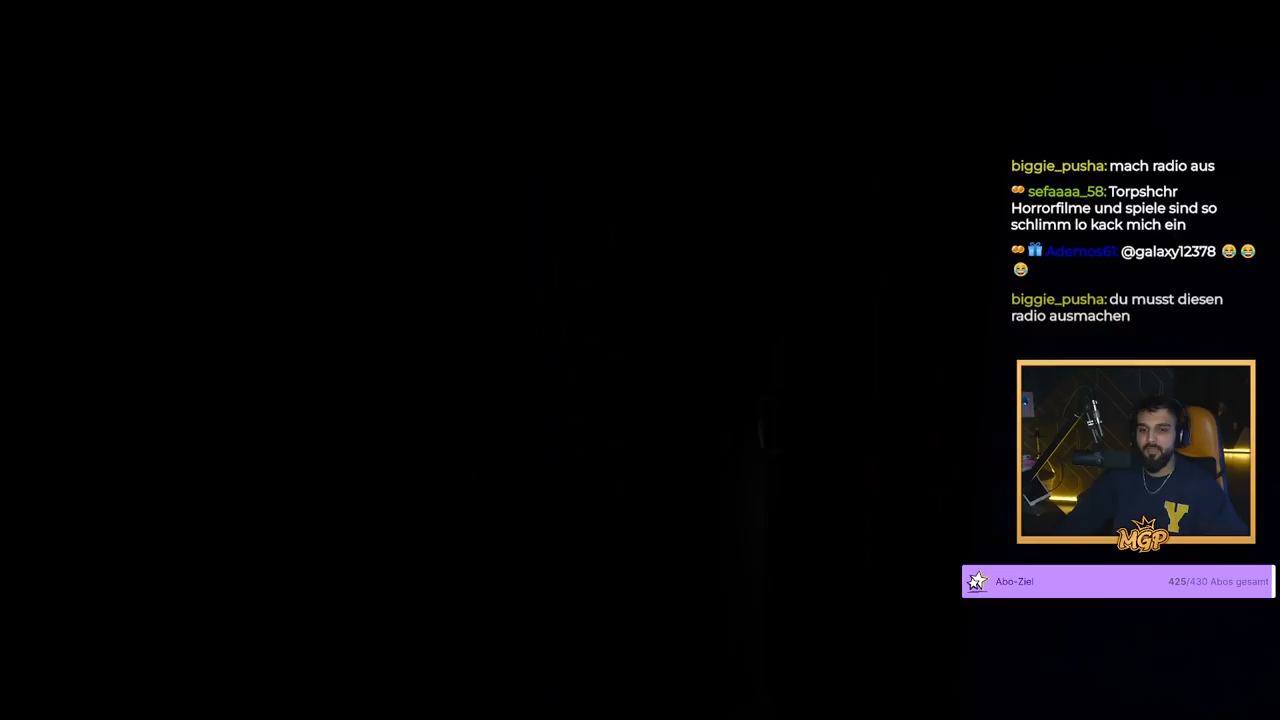 biggie_pusha: mach radio aus
sefaaaa_58: Torpshchr
Horrorfilme und spiele sind so
schlimm lo kack mich ein
Ademos61: @galaxy12378 😂 😂
😂
biggie_pusha: du musst diesen
radio ausmachen
Y
MGP
Abo-Ziel 425/430 Abos gesamt